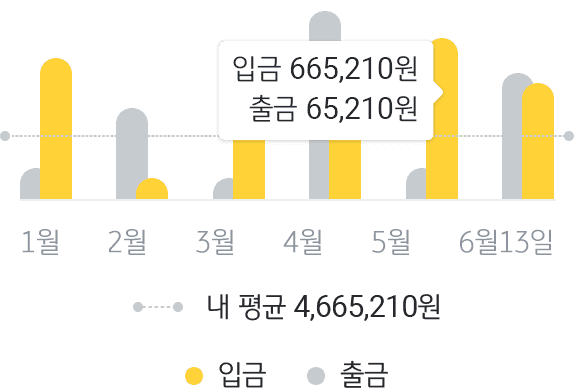 입금 665,210원
출금 65,210원
1월 2월 3월 4월 5월 6월13일
내 평균 4,665,210원
입금 출금